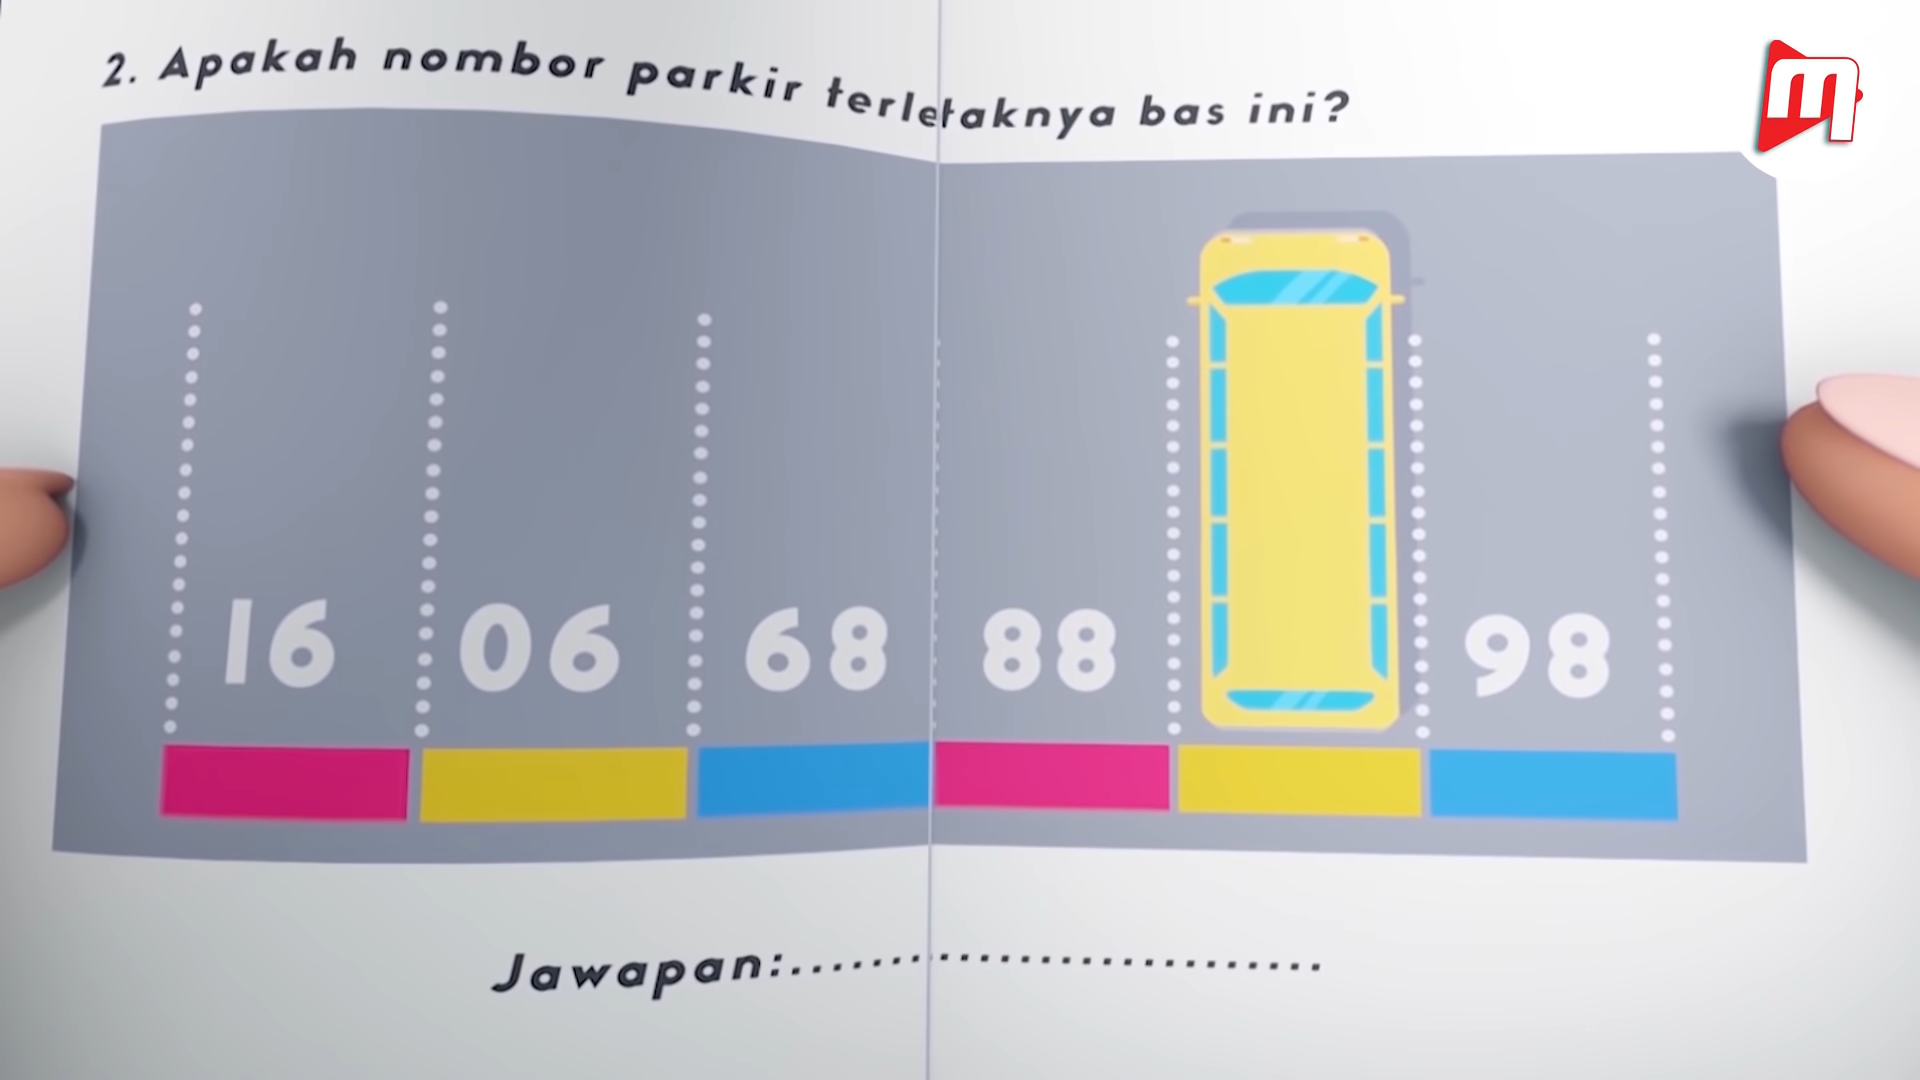 2. Apakah nombor parkir terletaknya bas ini?
16 06 68 88 98
Jawapan:..............................